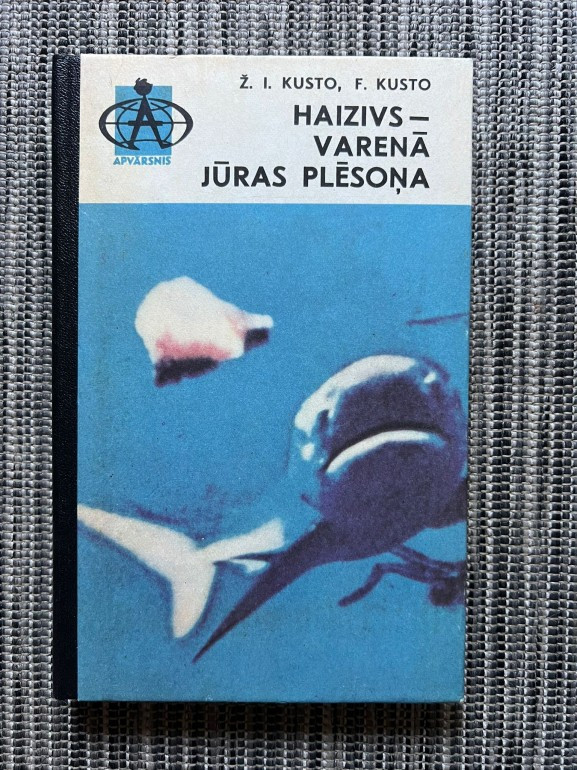 Ž. I. KUSTO, F. KUSTO
HAIZIVS —
VARENĀ
JŪRAS PLĒSOŅA
APVĀRSNIS